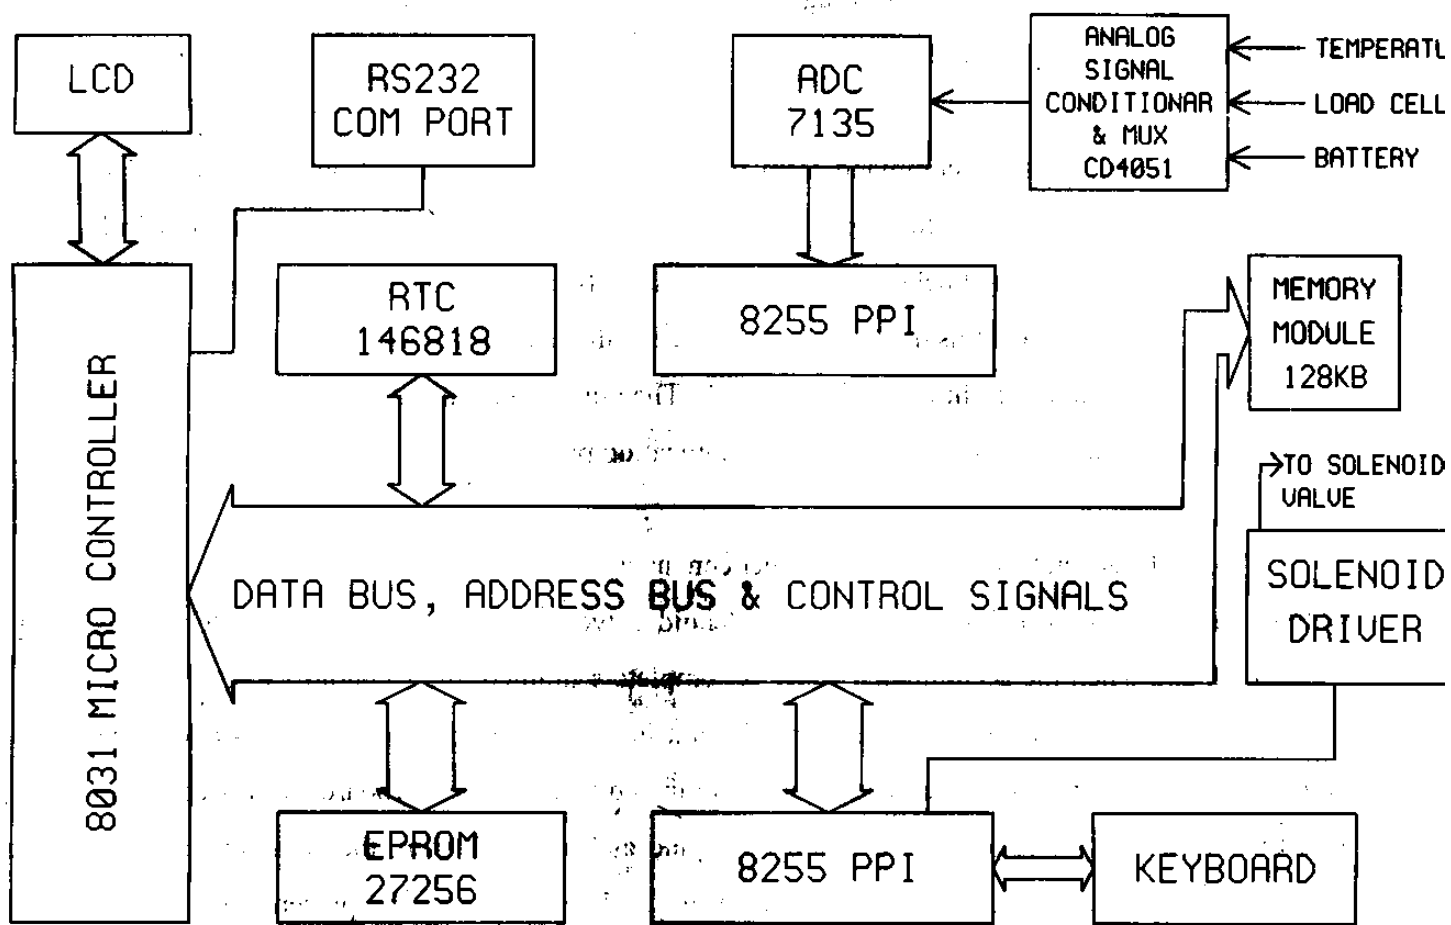 LCD
RS232
COM PORT
ADC
7135
ANALOG
SIGNAL
CONDITIONAR
& MUX
CD4051
LOAD CELL
BATTERY
RTC
146818
8255 PPI
MEMORY
MODULE
128KB
TO SOLENOID
VALVE
8031 MICRO CONTROLLER
DATA BUS, ADDRESS BUS & CONTROL SIGNALS
SOLENOID
DRIVER
EPROM
27256
8255 PPI
KEYBOARD